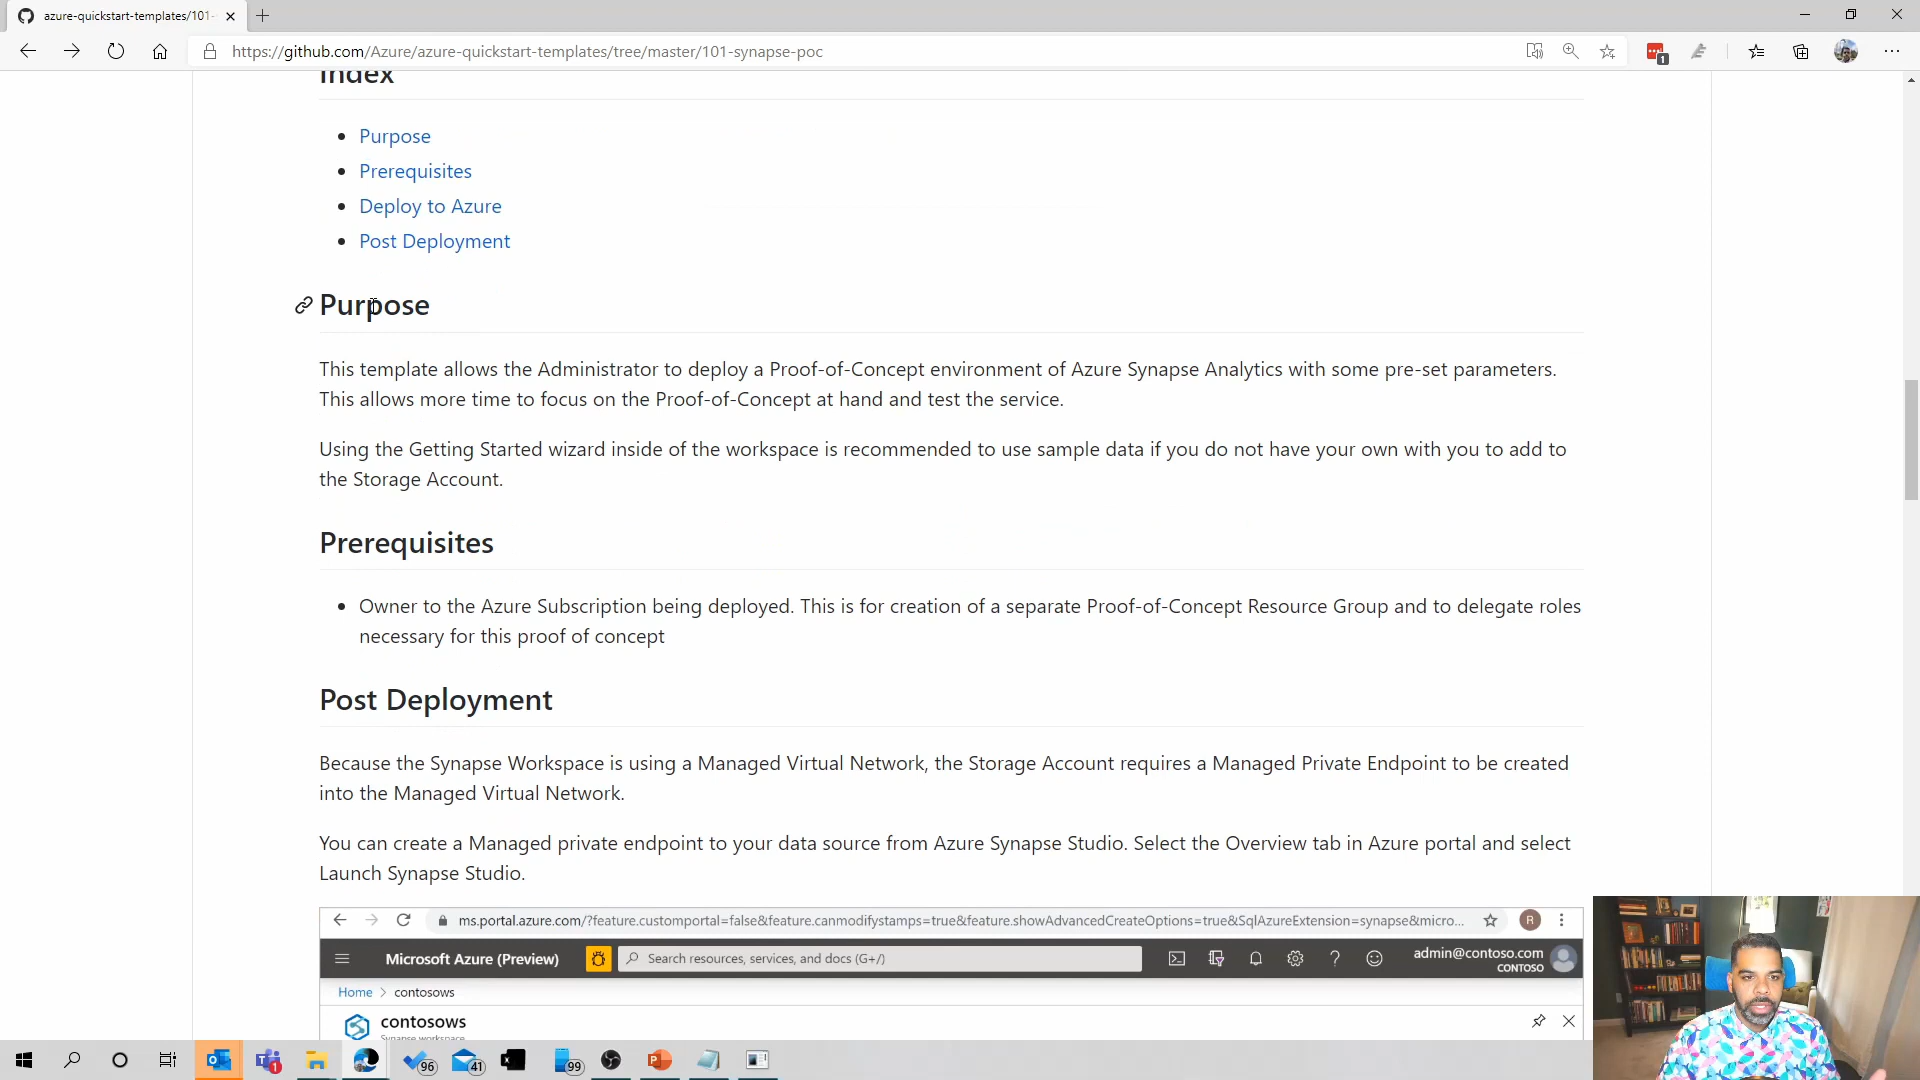 azure-quickstart-templates/101-
https://github.com/Azure/azure-quickstart-templates/tree/master/101-synapse-poc
1
Index
Purpose
Prerequisites
Deploy to Azure
Post Deployment
Purpose
This template allows the Administrator to deploy a Proof-of-Concept environment of Azure Synapse Analytics with some pre-set parameters.
This allows more time to focus on the Proof-of-Concept at hand and test the service.
Using the Getting Started wizard inside of the workspace is recommended to use sample data if you do not have your own with you to add to
the Storage Account.
Prerequisites
Owner to the Azure Subscription being deployed. This is for creation of a separate Proof-of-Concept Resource Group and to delegate roles
necessary for this proof of concept
Post Deployment
Because the Synapse Workspace is using a Managed Virtual Network, the Storage Account requires a Managed Private Endpoint to be created
into the Managed Virtual Network.
You can create a Managed private endpoint to your data source from Azure Synapse Studio. Select the Overview tab in Azure portal and select
Launch Synapse Studio.
ms.portal.azure.com/?feature.customportal=false&feature.canmodifystamps=true&feature.showAdvancedCreateOptions=true&SqlAzureExtension=synapse&micro...
R
Microsoft Azure (Preview)
Search resources, services, and docs (G+/)
admin@contoso.com
CONTOSO
Home > contosows
contosows
Synapse workspace
1
96
41
99